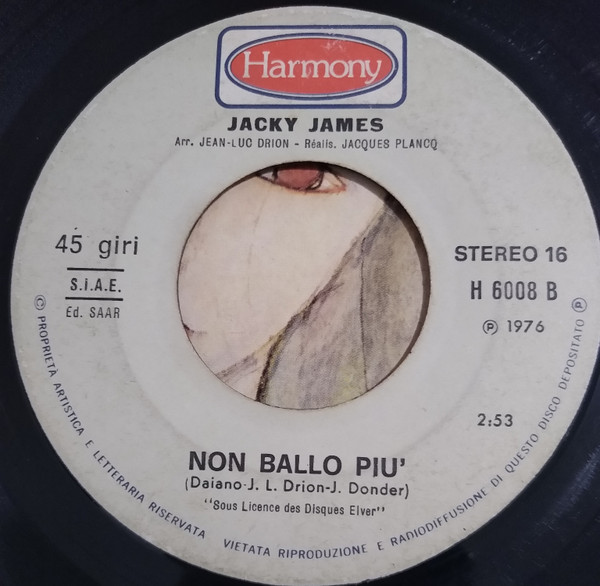 Harmony
JACKY JAMES
Arr. JEAN-LUC DRION - Réalis. JACQUES PLANCQ
45 giri
S.i.A.E.
Ed. SAAR
STEREO 16
H 6008 B
℗ 1976
2:53
NON BALLO PIU'
(Daiano-J. L. Drion-J. Donder)
"Sous Licence des Disques Elver"
© PROPRIETÀ ARTISTICA E LETTERARIA RISERVATA VIETATA RIPRODUZIONE E RADIODIFFUSIONE DI QUESTO DISCO DEPOSITATO ℗